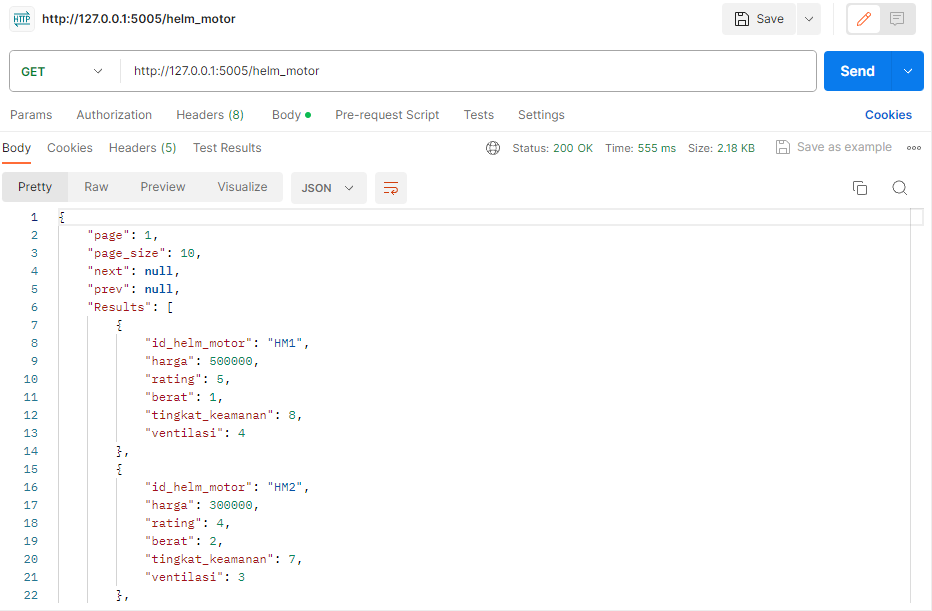 HTTP http://127.0.0.1:5005/helm_motor Save
GET http://127.0.0.1:5005/helm_motor Send
Params Authorization Headers (8) Body Pre-request Script Tests Settings Cookies
Body Cookies Headers (5) Test Results Status: 200 OK Time: 555 ms Size: 2.18 KB Save as example
Pretty Raw Preview Visualize JSON
1 {
2 "page": 1,
3 "page_size": 10,
4 "next": null,
5 "prev": null,
6 "Results": [
7 {
8 "id_helm_motor": "HM1",
9 "harga": 500000,
10 "rating": 5,
11 "berat": 1,
12 "tingkat_keamanan": 8,
13 "ventilasi": 4
14 },
15 {
16 "id_helm_motor": "HM2",
17 "harga": 300000,
18 "rating": 4,
19 "berat": 2,
20 "tingkat_keamanan": 7,
21 "ventilasi": 3
22 },